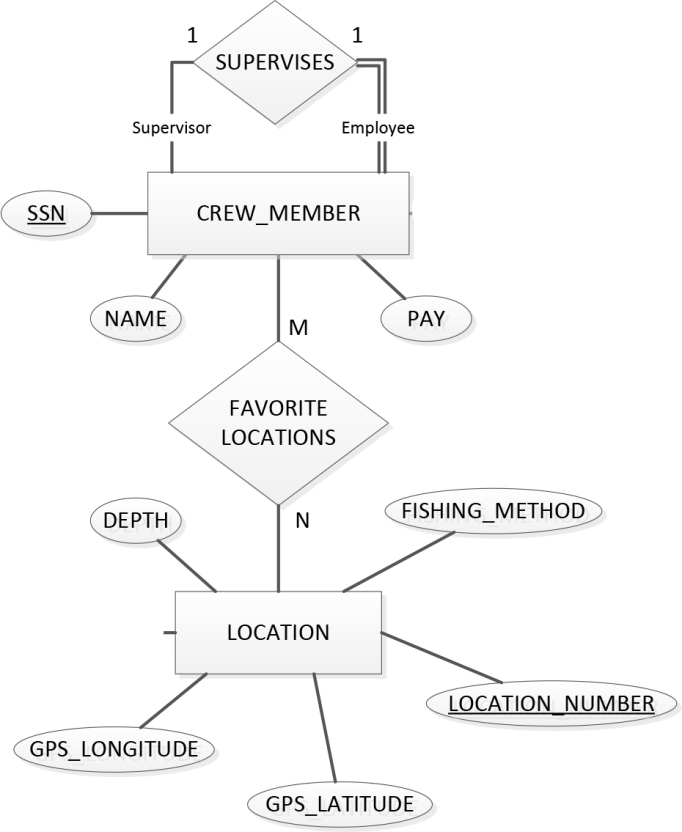 1
1
SUPERVISES
Supervisor
Employee
SSN
CREW_MEMBER
NAME
PAY
M
FAVORITE
LOCATIONS
N
DEPTH
FISHING_METHOD
LOCATION
LOCATION_NUMBER
GPS_LONGITUDE
GPS_LATITUDE